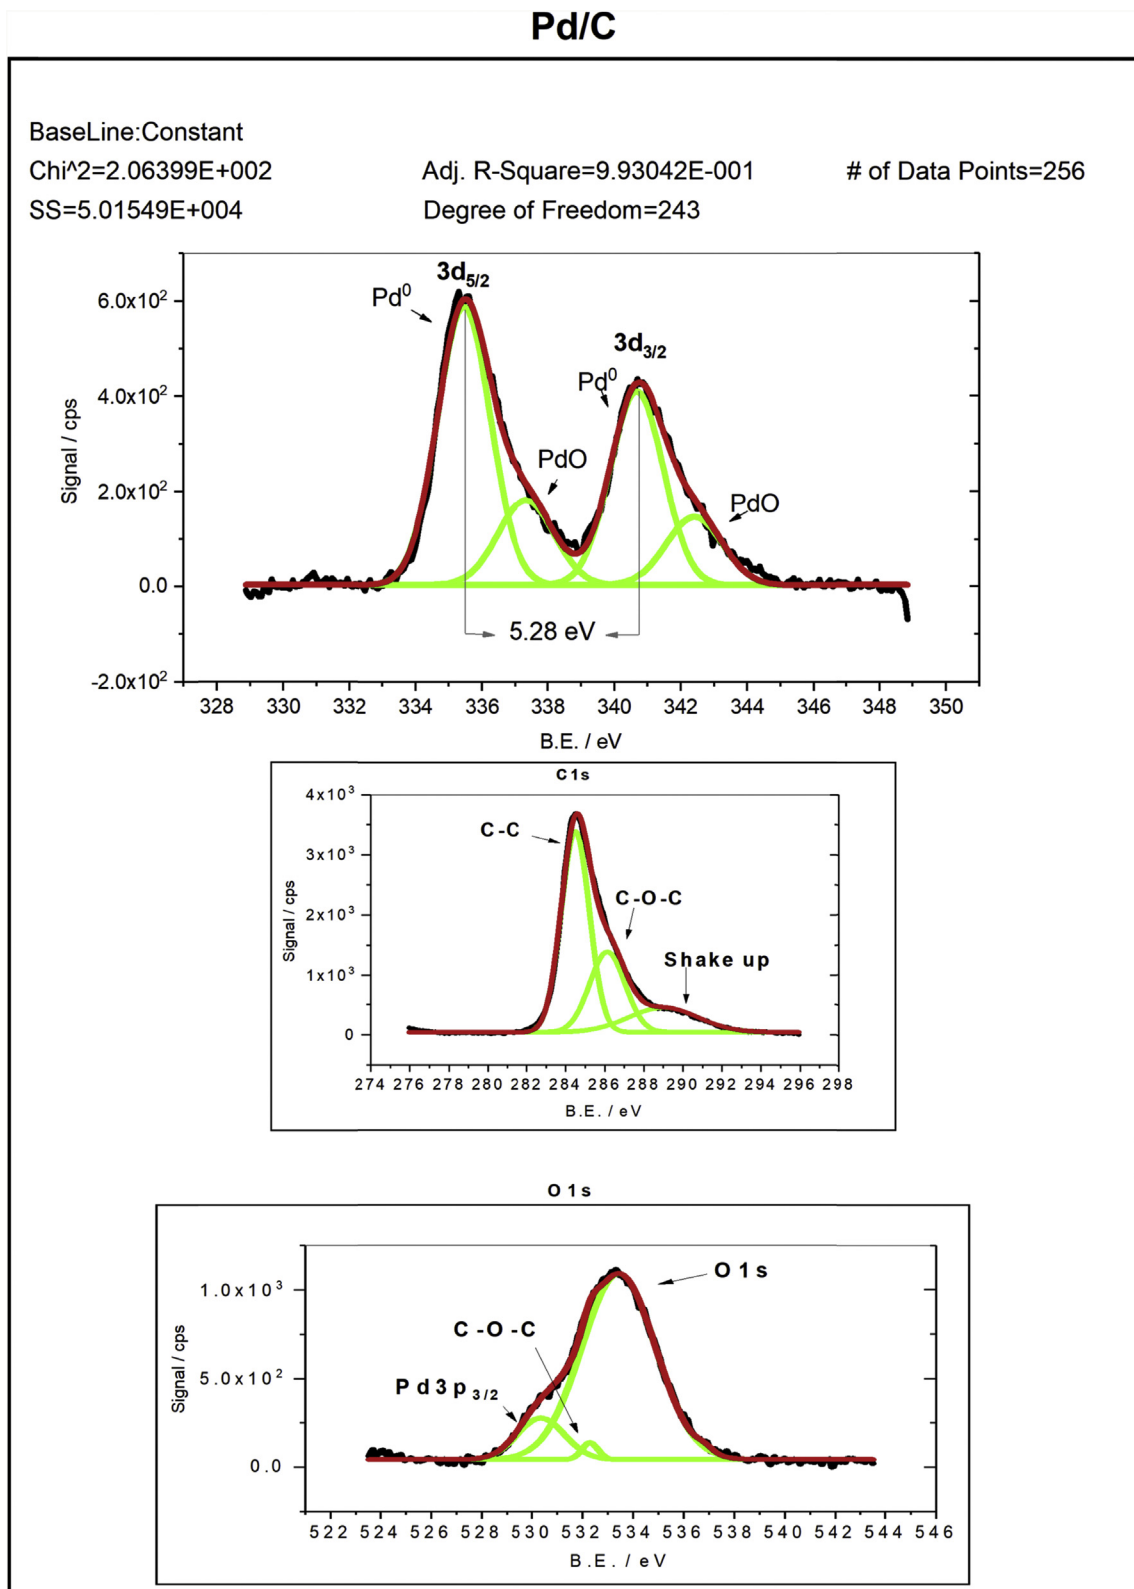 Pd/C
BaseLine:Constant
Chi^2=2.06399E+002 Adj. R-Square=9.93042E-001 # of Data Points=256
SS=5.01549E+004 Degree of Freedom=243
3d5/2
Pd0
3d3/2
Pd0
PdO
PdO
5.28 eV
6.0x10²
4.0x10²
2.0x10²
0.0
-2.0x10²
Signal / cps
328 330 332 334 336 338 340 342 344 346 348 350
B.E. / eV
C1s
C-C
C-O-C
Shake up
4x10³
3x10³
2x10³
1x10³
0
Signal / cps
274 276 278 280 282 284 286 288 290 292 294 296 298
B.E. / eV
O 1s
O 1s
C-O-C
Pd3p3/2
1.0x10³
5.0x10²
0.0
Signal / cps
522 524 526 528 530 532 534 536 538 540 542 544 546
B.E. / eV